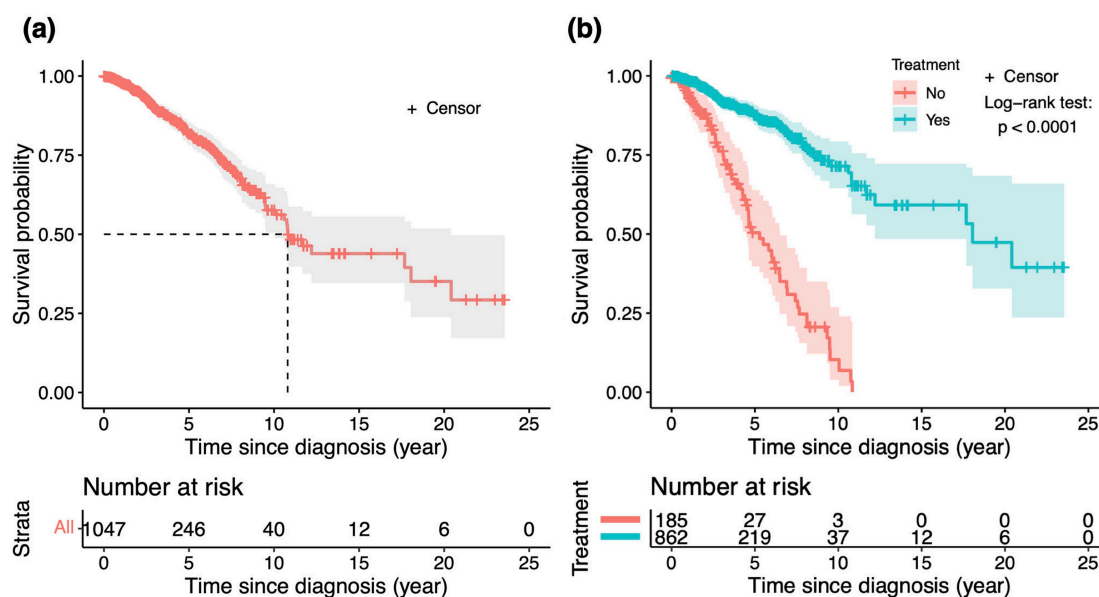 (a)
Survival probability
1.00
0.75
0.50
0.25
0.00
+ Censor
0 5 10 15 20 25
Time since diagnosis (year)
Number at risk
Strata
All
1047 246 40 12 6 0
0 5 10 15 20 25
Time since diagnosis (year)
(b)
Survival probability
1.00
0.75
0.50
0.25
0.00
Treatment
No
Yes
+ Censor
Log-rank test:
p < 0.0001
0 5 10 15 20 25
Time since diagnosis (year)
Number at risk
Treatment
185 27 3 0 0 0
862 219 37 12 6 0
0 5 10 15 20 25
Time since diagnosis (year)